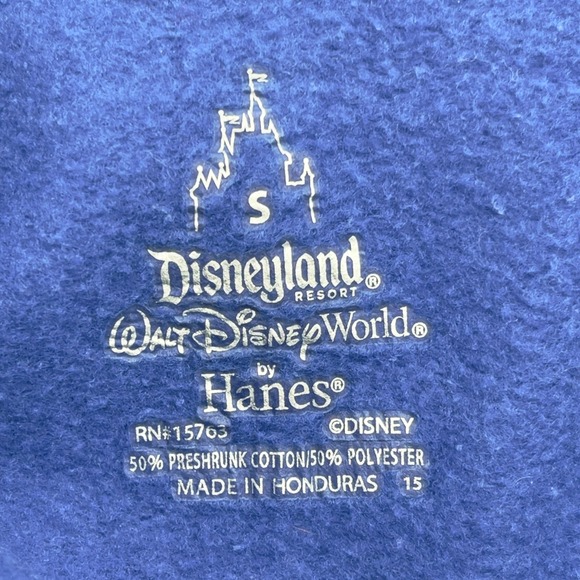 S
Disneyland®
RESORT
WALT DISNEY World®
by
Hanes®
RN#15763 ©DISNEY
50% PRESHRUNK COTTON/50% POLYESTER
MADE IN HONDURAS 15